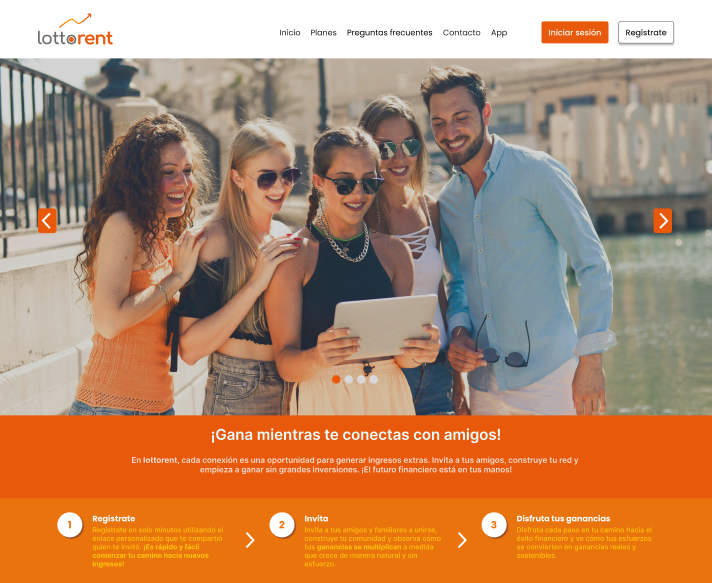 lottorent
Inicio Planes Preguntas frecuentes Contacto App Iniciar sesión Regístrate
¡Gana mientras te conectas con amigos!
En lottorent, cada conexión es una oportunidad para generar ingresos extras. Invita a tus amigos, construye tu red y
empieza a ganar sin grandes inversiones. ¡El futuro financiero está en tus manos!
1
Regístrate
Regístrate en solo minutos utilizando el
enlace personalizado que te compartió
quien te invitó. ¡Es rápido y fácil
comenzar tu camino hacia nuevos
ingresos!
2
Invita
Invita a tus amigos y familiares a unirse,
construye tu comunidad y observa cómo
tus ganancias se multiplican a medida
que crece de manera natural y sin
esfuerzo.
3
Disfruta tus ganancias
Disfruta cada paso en tu camino hacia el
éxito financiero y ve cómo tus esfuerzos
se convierten en ganancias reales y
sostenibles.